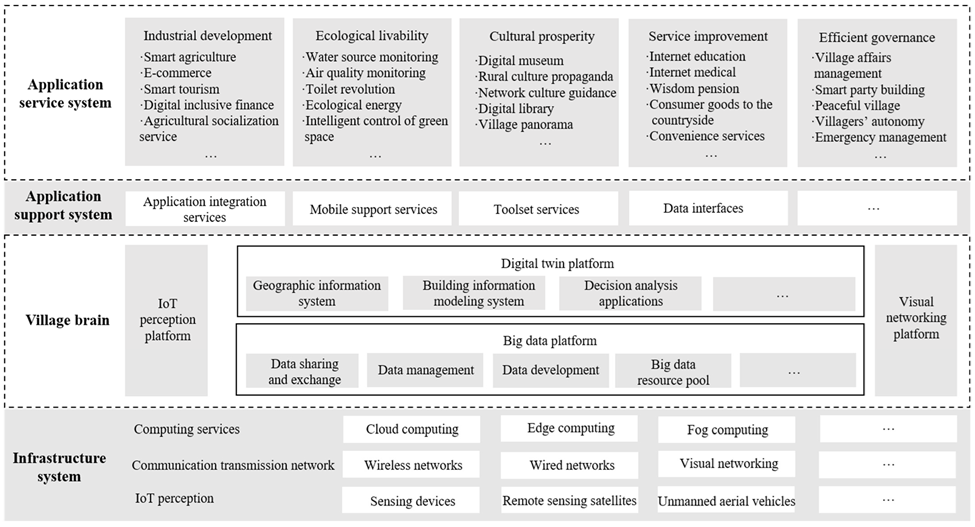 Application
service system
Industrial development
·Smart agriculture
·E-commerce
·Smart tourism
·Digital inclusive finance
·Agricultural socialization
service
…
Ecological livability
·Water source monitoring
·Air quality monitoring
·Toilet revolution
·Ecological energy
·Intelligent control of green
space
…
Cultural prosperity
·Digital museum
·Rural culture propaganda
·Network culture guidance
·Digital library
·Village panorama
…
Service improvement
·Internet education
·Internet medical
·Wisdom pension
·Consumer goods to the
countryside
·Convenience services
…
Efficient governance
·Village affairs
management
·Smart party building
·Peaceful village
·Villagers’ autonomy
·Emergency management
…
Application
support system
Application integration
services
Mobile support services
Toolset services
Data interfaces
…
Village brain
IoT
perception
platform
Digital twin platform
Geographic information
system
Building information
modeling system
Decision analysis
applications
…
Big data platform
Data sharing
and exchange
Data management
Data development
Big data
resource pool
…
Visual
networking
platform
Infrastructure
system
Computing services
Cloud computing
Edge computing
Fog computing
…
Communication transmission network
Wireless networks
Wired networks
Visual networking
…
IoT perception
Sensing devices
Remote sensing satellites
Unmanned aerial vehicles
…